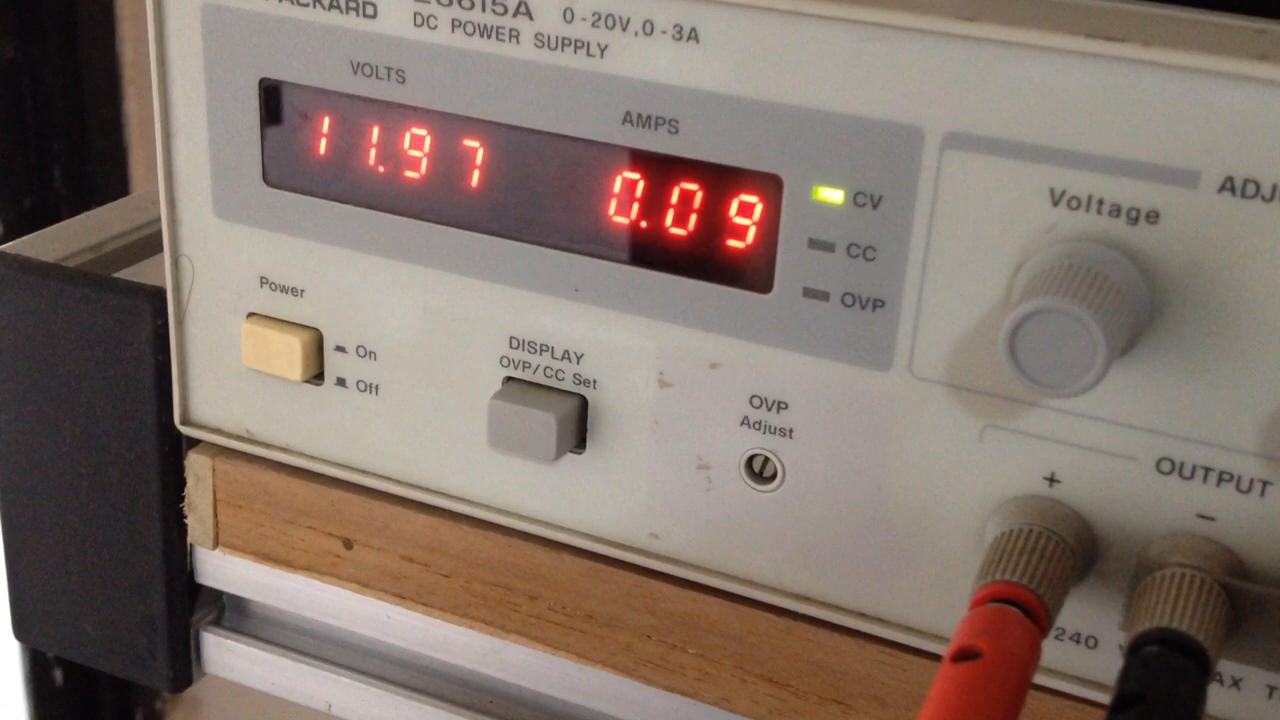 PACKARD E3615A 0-20V,0-3A
DC POWER SUPPLY
VOLTS
AMPS
11.97
0.09
CV
CC
OVP
Voltage
Power
On
Off
DISPLAY
OVP/CC Set
OVP
Adjust
+
OUTPUT
−
240